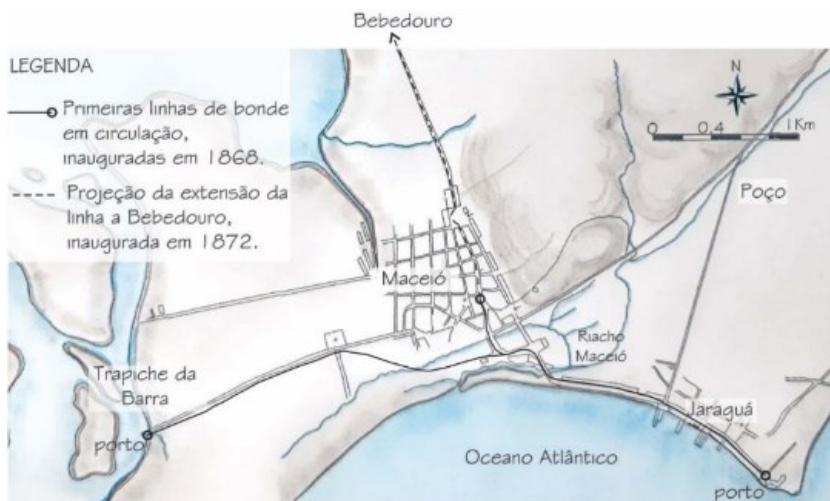 Bebedouro
LEGENDA
Primeiras linhas de bonde
em circulação,
inauguradas em 1868.
Projeção da extensão da
linha a Bebedouro,
inaugurada em 1872.
N
0 0.4 1 Km
Poço
Maceió
Riacho
Maceió
Trapiche da
Barra
porto
Jaraguá
Oceano Atlântico
porto